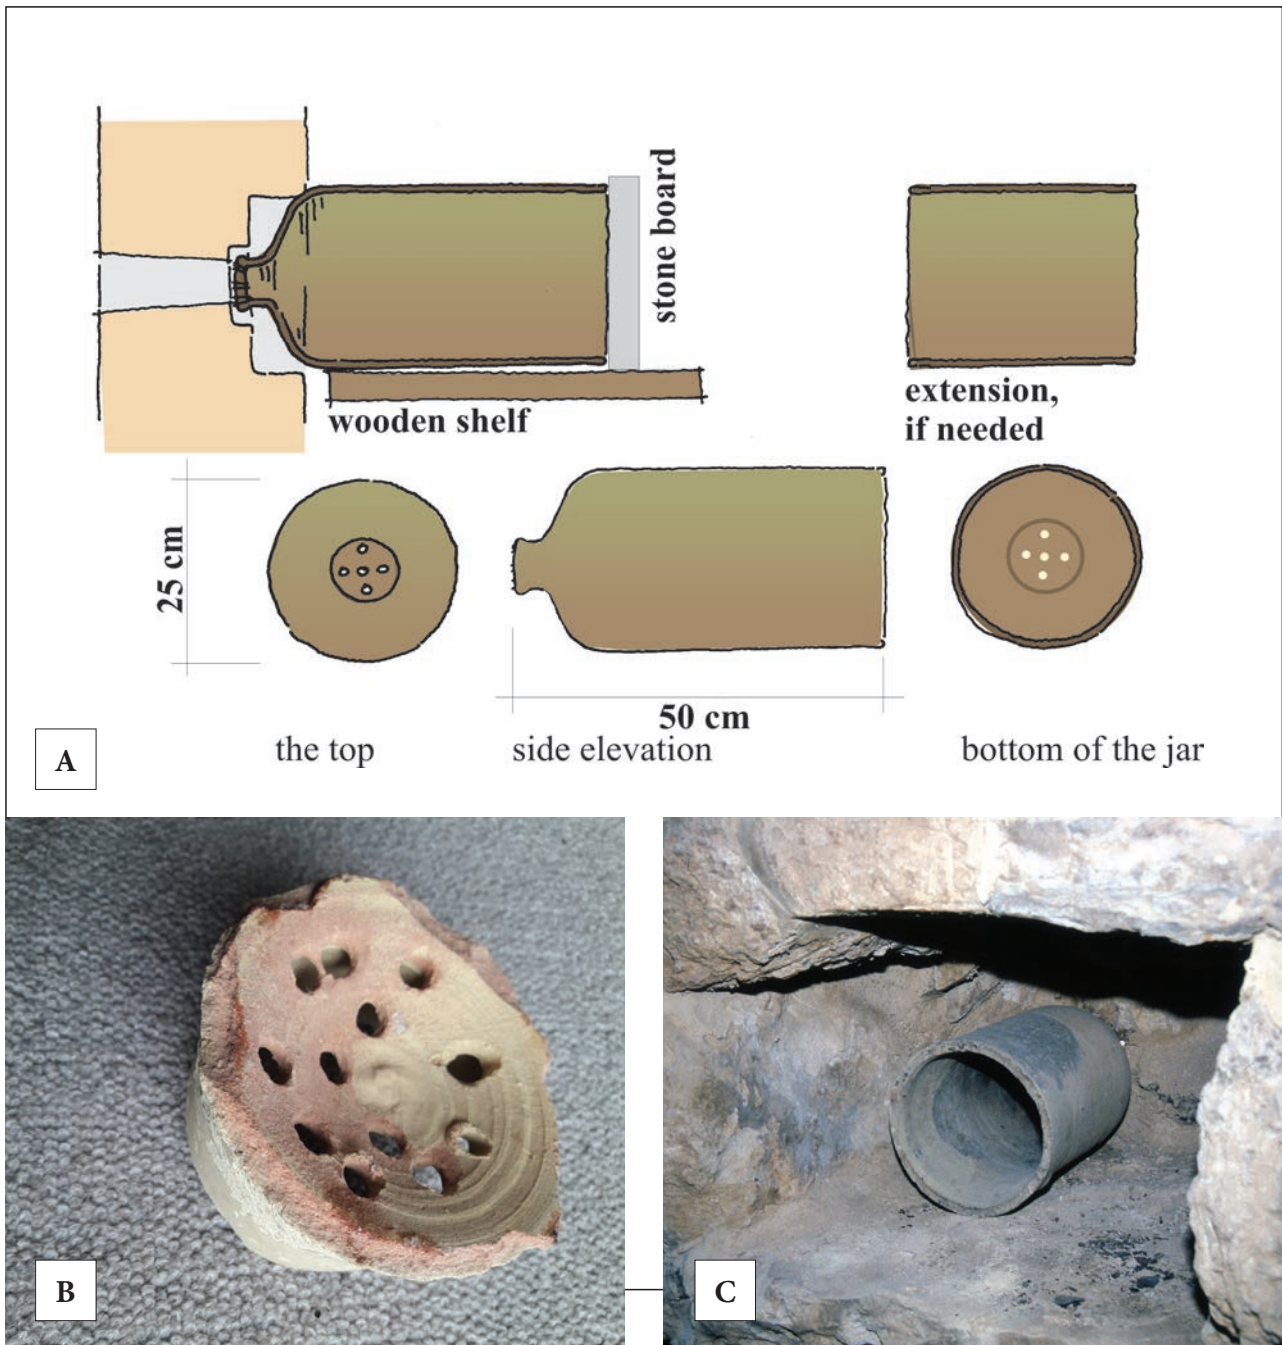 stone board
wooden shelf
extension,
if needed
25 cm
50 cm
the top
side elevation
bottom of the jar
A
B
C